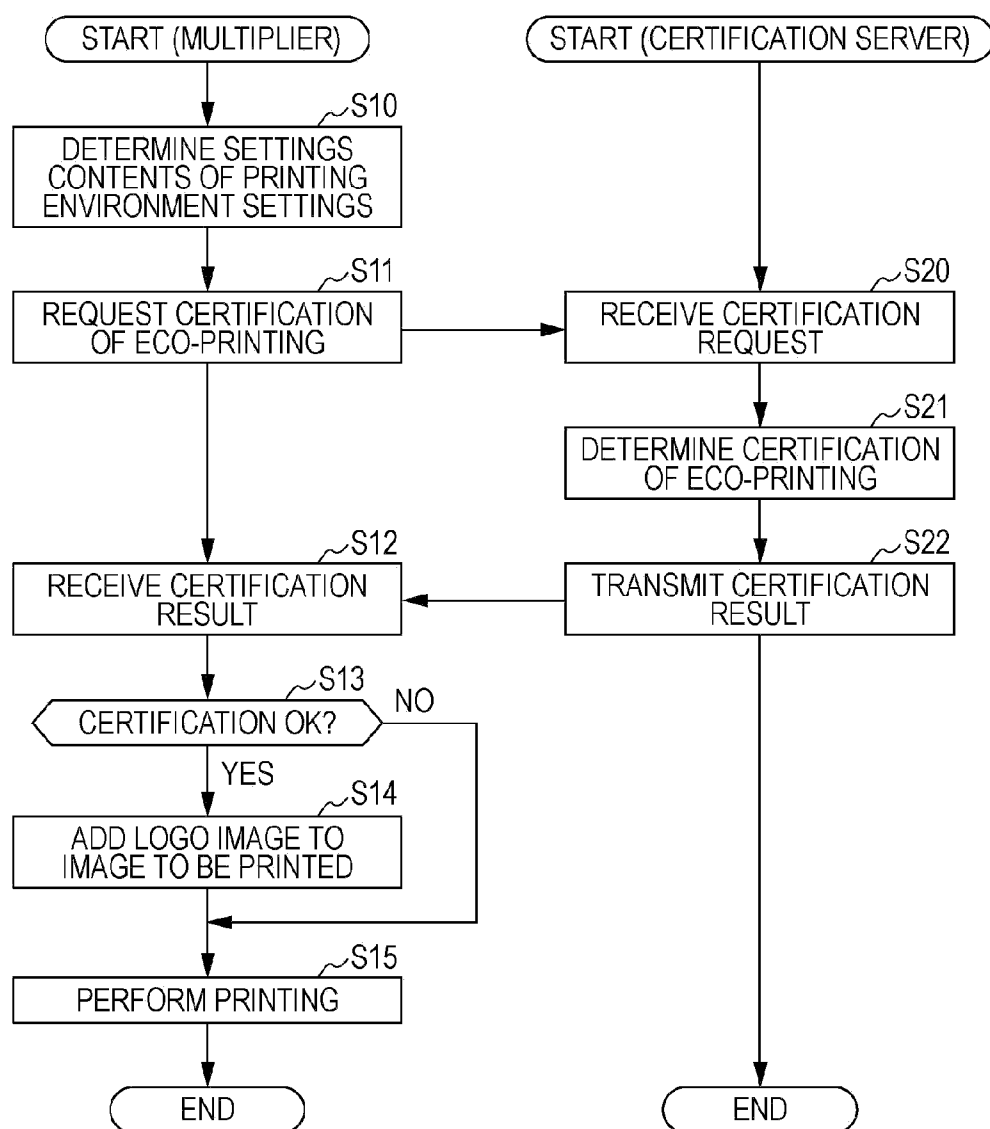 START (MULTIPLIER)
START (CERTIFICATION SERVER)
S10
DETERMINE SETTINGS
CONTENTS OF PRINTING
ENVIRONMENT SETTINGS
S11
REQUEST CERTIFICATION
OF ECO-PRINTING
S20
RECEIVE CERTIFICATION
REQUEST
S21
DETERMINE CERTIFICATION
OF ECO-PRINTING
S12
RECEIVE CERTIFICATION
RESULT
S22
TRANSMIT CERTIFICATION
RESULT
S13
CERTIFICATION OK?
NO
YES
S14
ADD LOGO IMAGE TO
IMAGE TO BE PRINTED
S15
PERFORM PRINTING
END
END